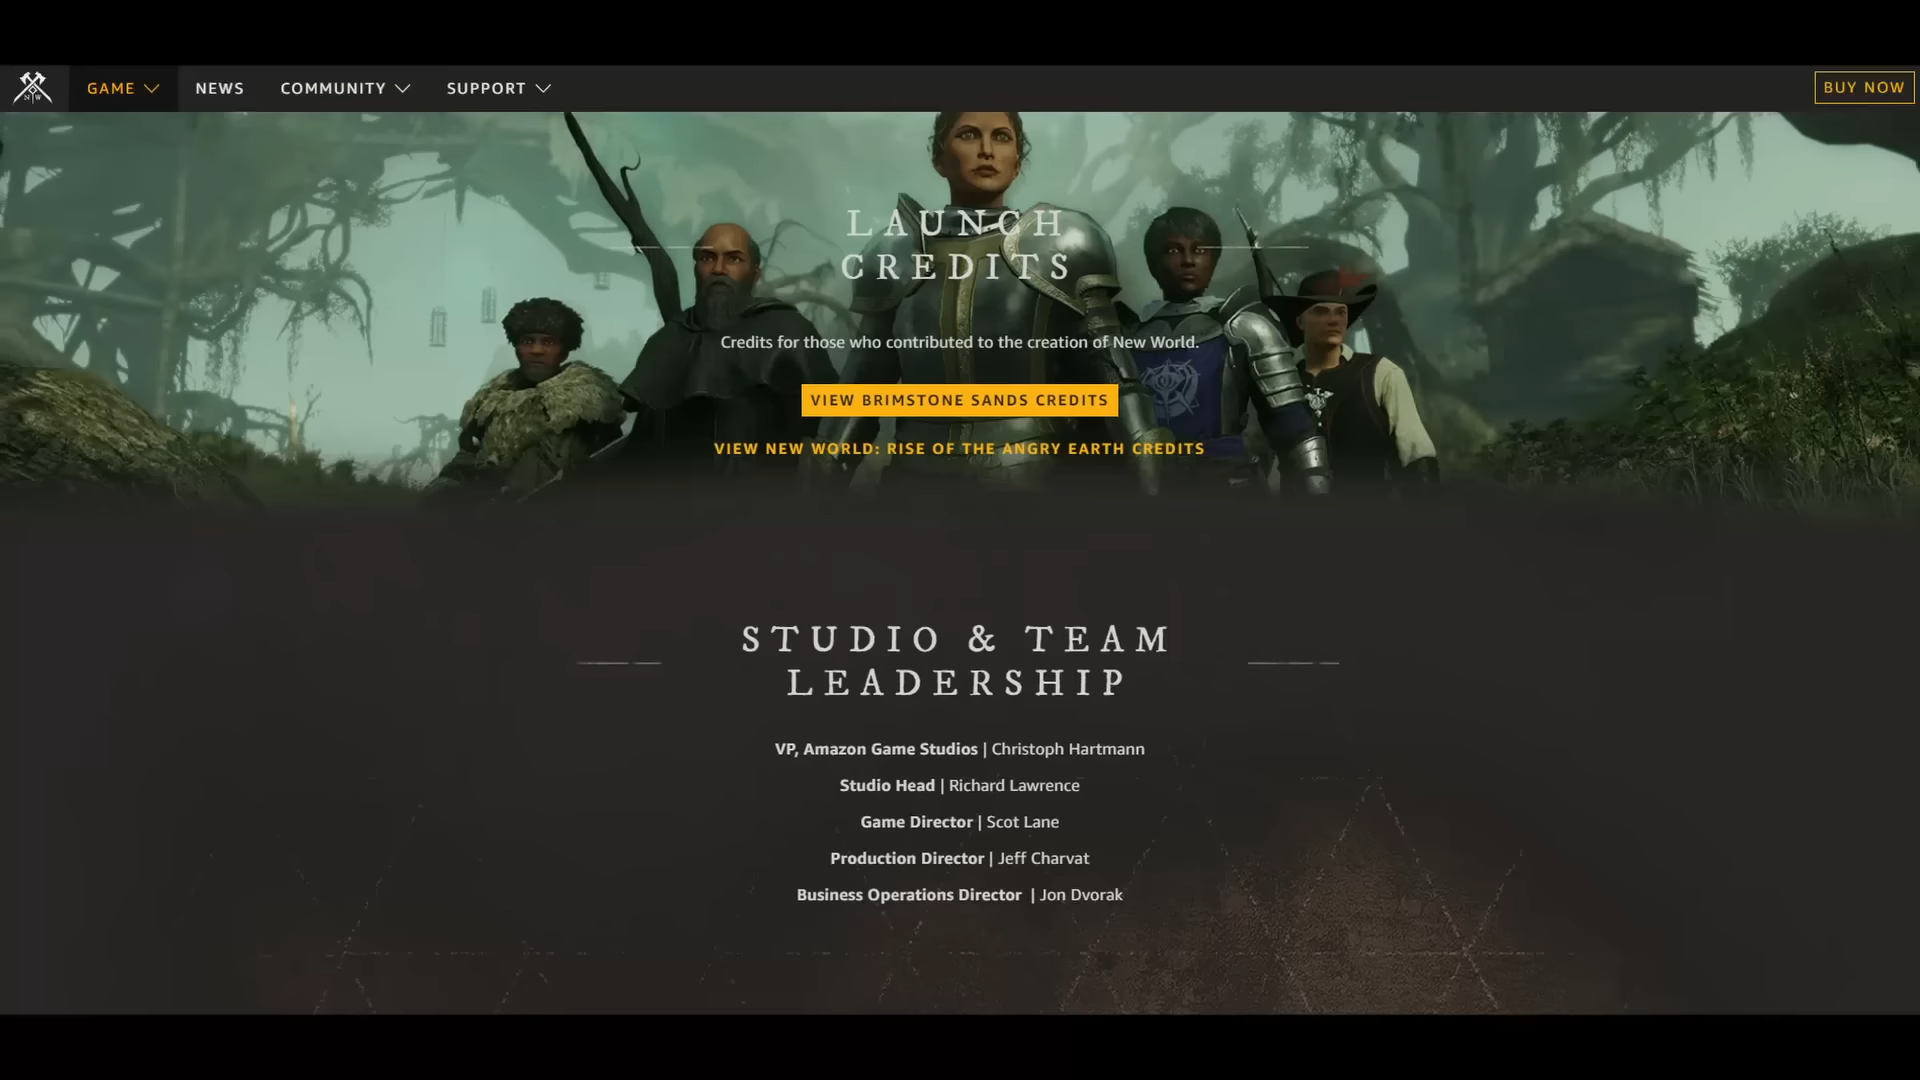 N W
GAME
NEWS
COMMUNITY
SUPPORT
BUY NOW
LAUNCH
CREDITS
Credits for those who contributed to the creation of New World.
VIEW BRIMSTONE SANDS CREDITS
VIEW NEW WORLD: RISE OF THE ANGRY EARTH CREDITS
STUDIO & TEAM
LEADERSHIP
VP, Amazon Game Studios | Christoph Hartmann
Studio Head | Richard Lawrence
Game Director | Scot Lane
Production Director | Jeff Charvat
Business Operations Director | Jon Dvorak